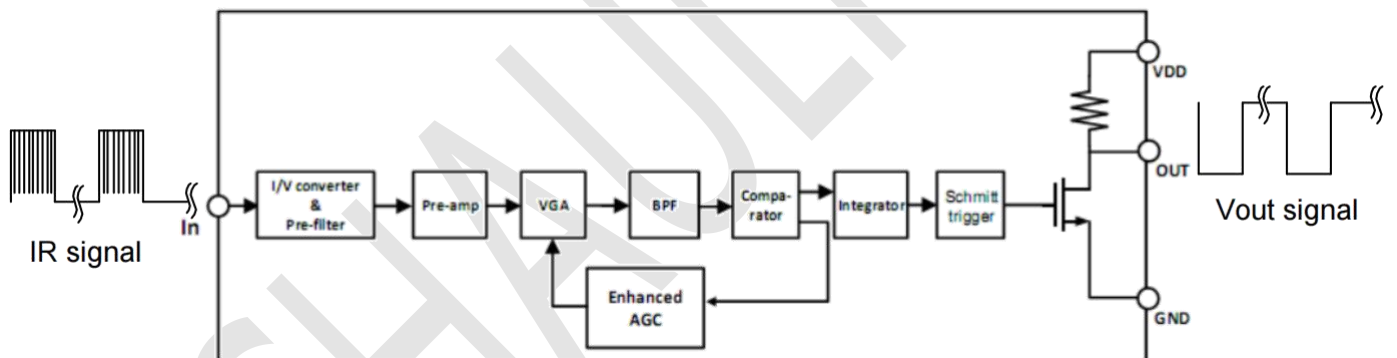 VDD
IR signal
In
I/V converter
&
Pre-filter
Pre-amp
VGA
BPF
Compa-
rator
Integrator
Schmitt
trigger
OUT
Vout signal
Enhanced
AGC
GND